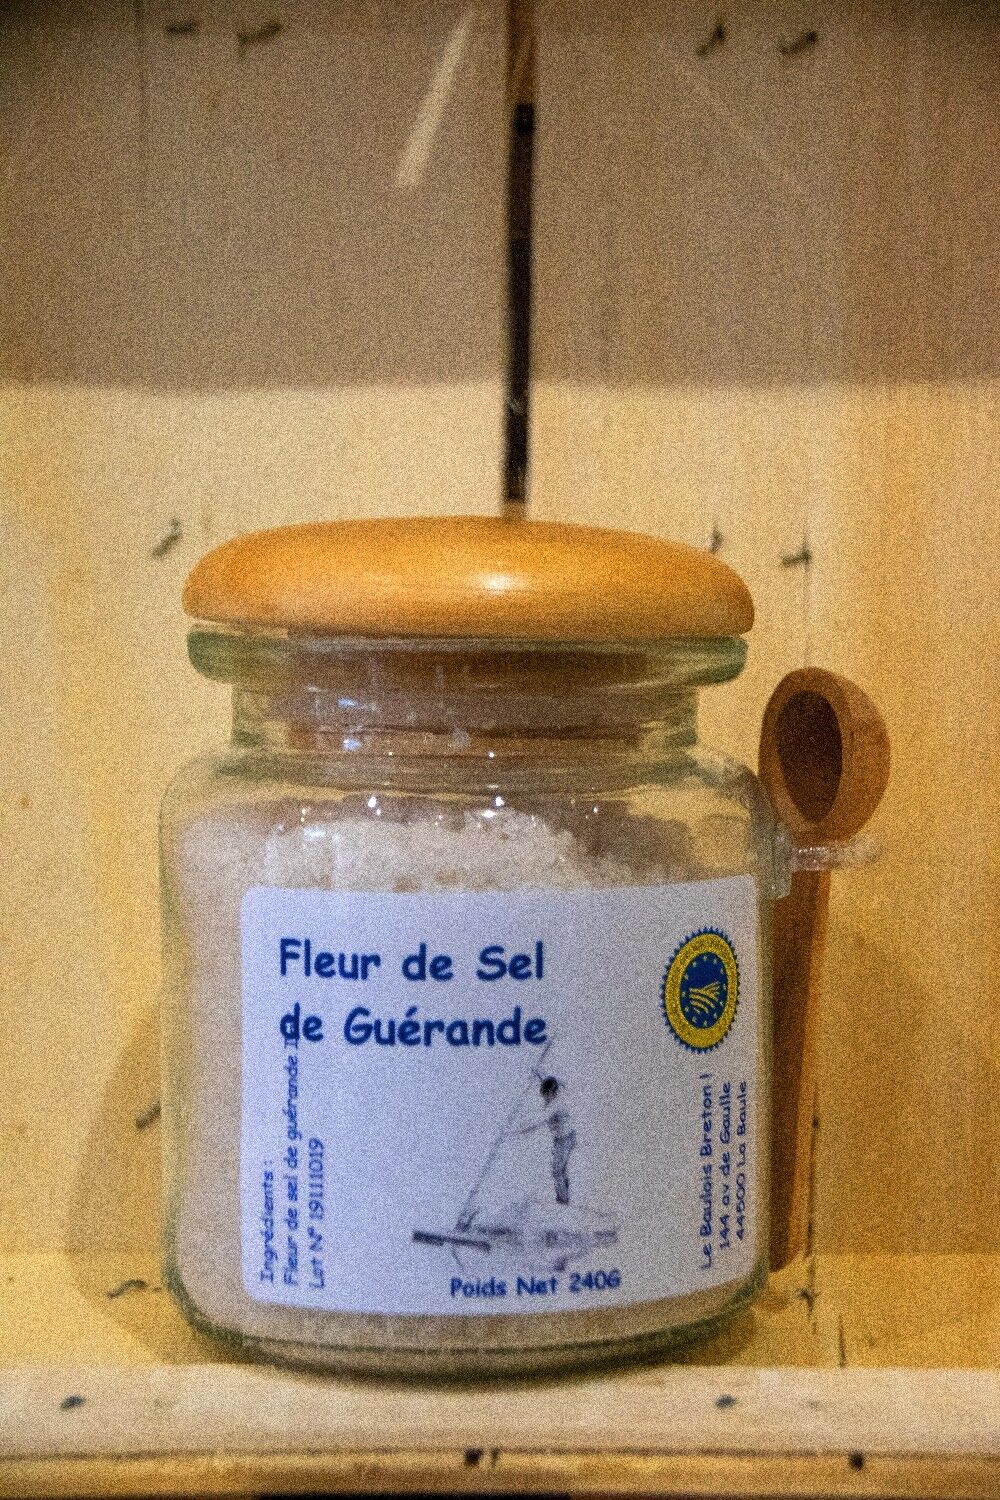 Fleur de Sel
de Guérande
Ingrédients :
Fleur de sel de guérande
Lot N° 19111019
Poids Net 240G
Le Baulois Breton !
144 av de Gaulle
44500 La Baule